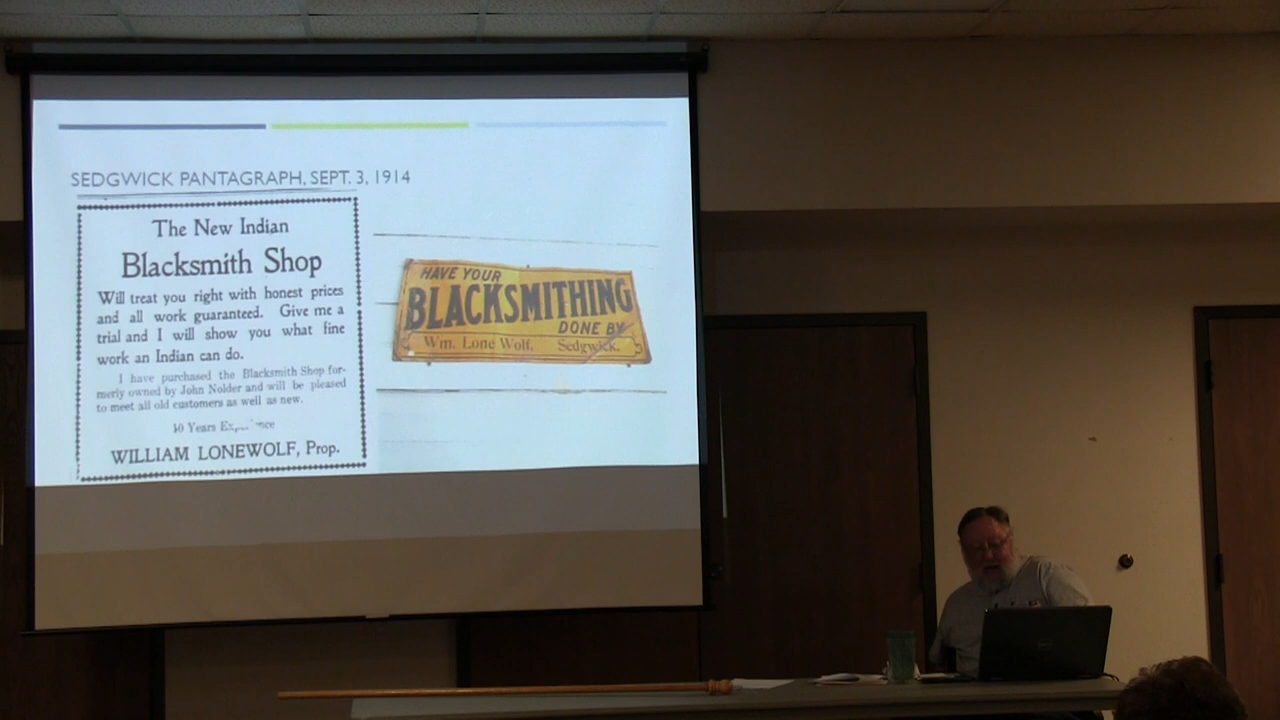 SEDGWICK PANTAGRAPH, SEPT. 3, 1914
The New Indian
Blacksmith Shop
Will treat you right with honest prices
and all work guaranteed. Give me a
trial and I will show you what fine
work an Indian can do.
I have purchased the Blacksmith Shop for-
merly owned by John Nolder and will be pleased
to meet all old customers as well as new.
10 Years
WILLIAM LONEWOLF, Prop.
HAVE YOUR
BLACKSMITHING
DONE BY
Wm. Lone Wolf, Sedgwick.